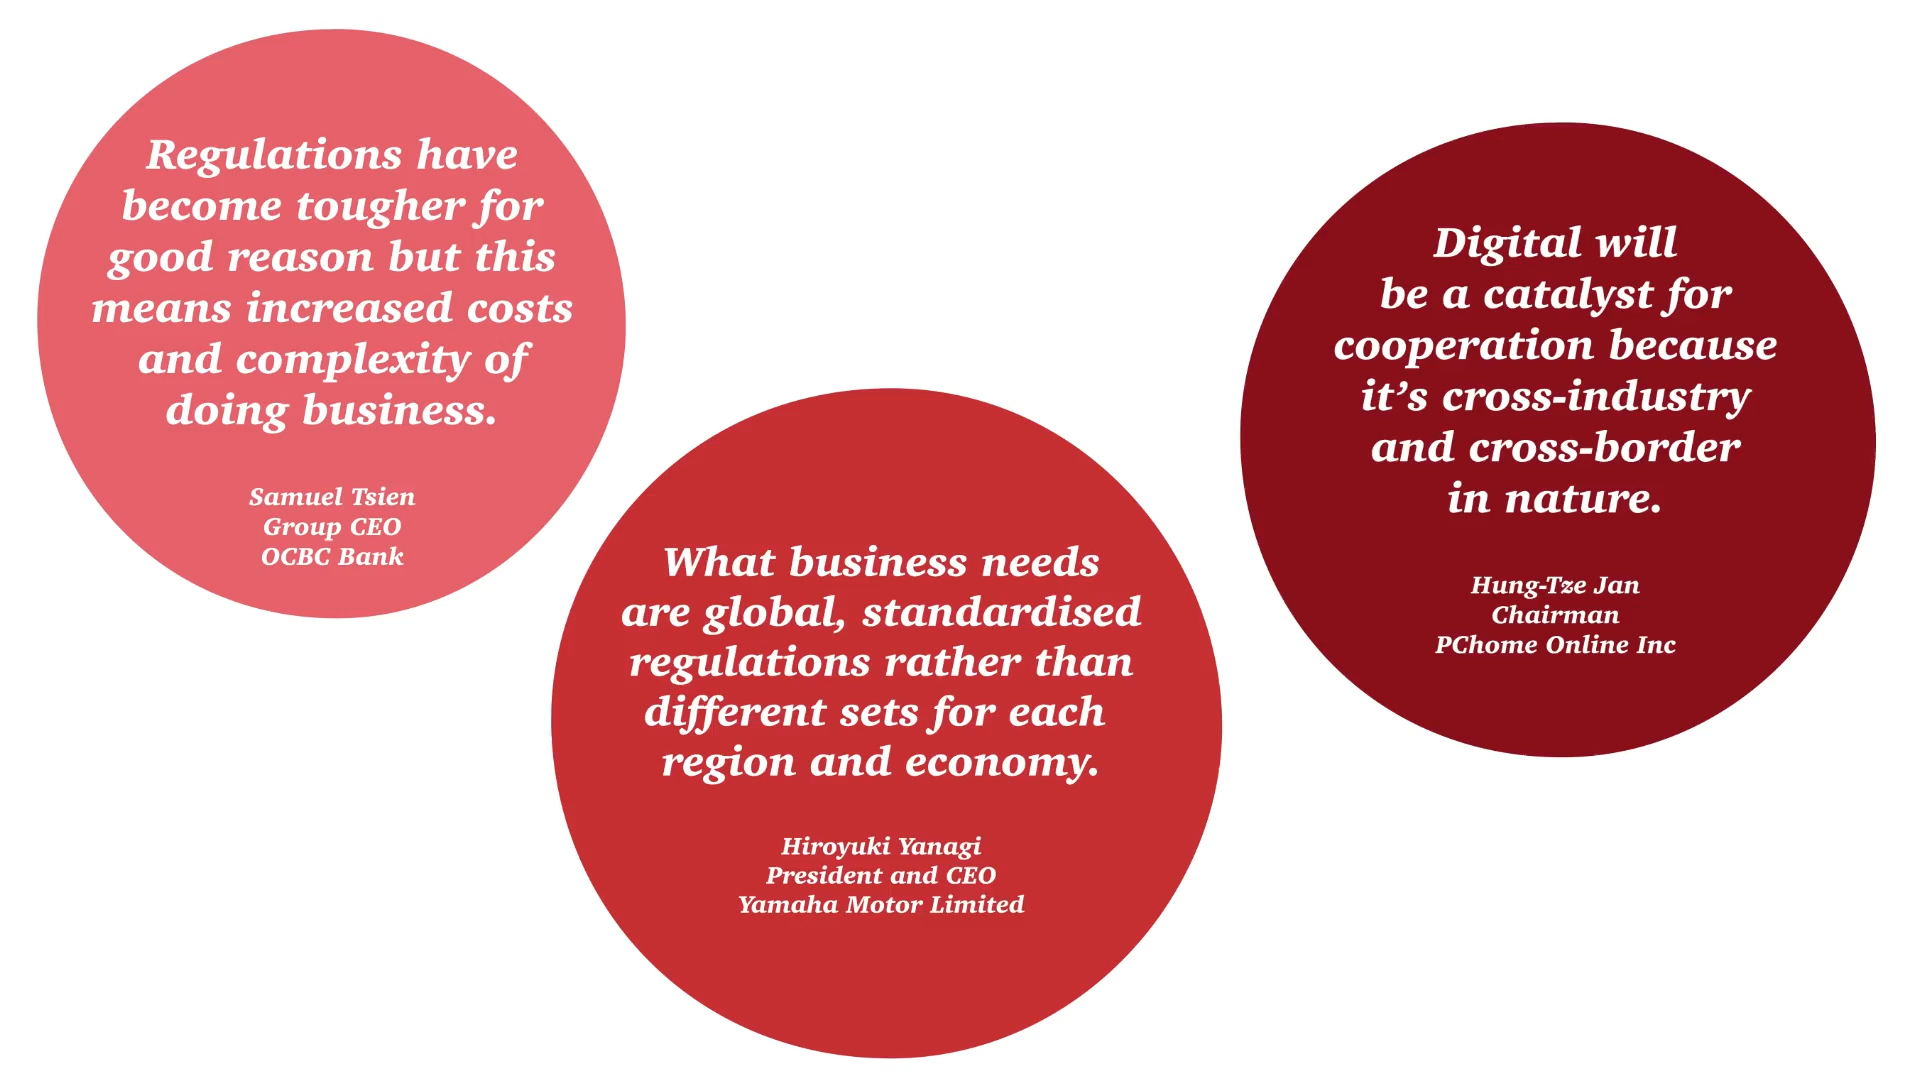 Regulations have
become tougher for
good reason but this
means increased costs
and complexity of
doing business.
Samuel Tsien
Group CEO
OCBC Bank
What business needs
are global, standardised
regulations rather than
different sets for each
region and economy.
Hiroyuki Yanagi
President and CEO
Yamaha Motor Limited
Digital will
be a catalyst for
cooperation because
it’s cross-industry
and cross-border
in nature.
Hung-Tze Jan
Chairman
PChome Online Inc